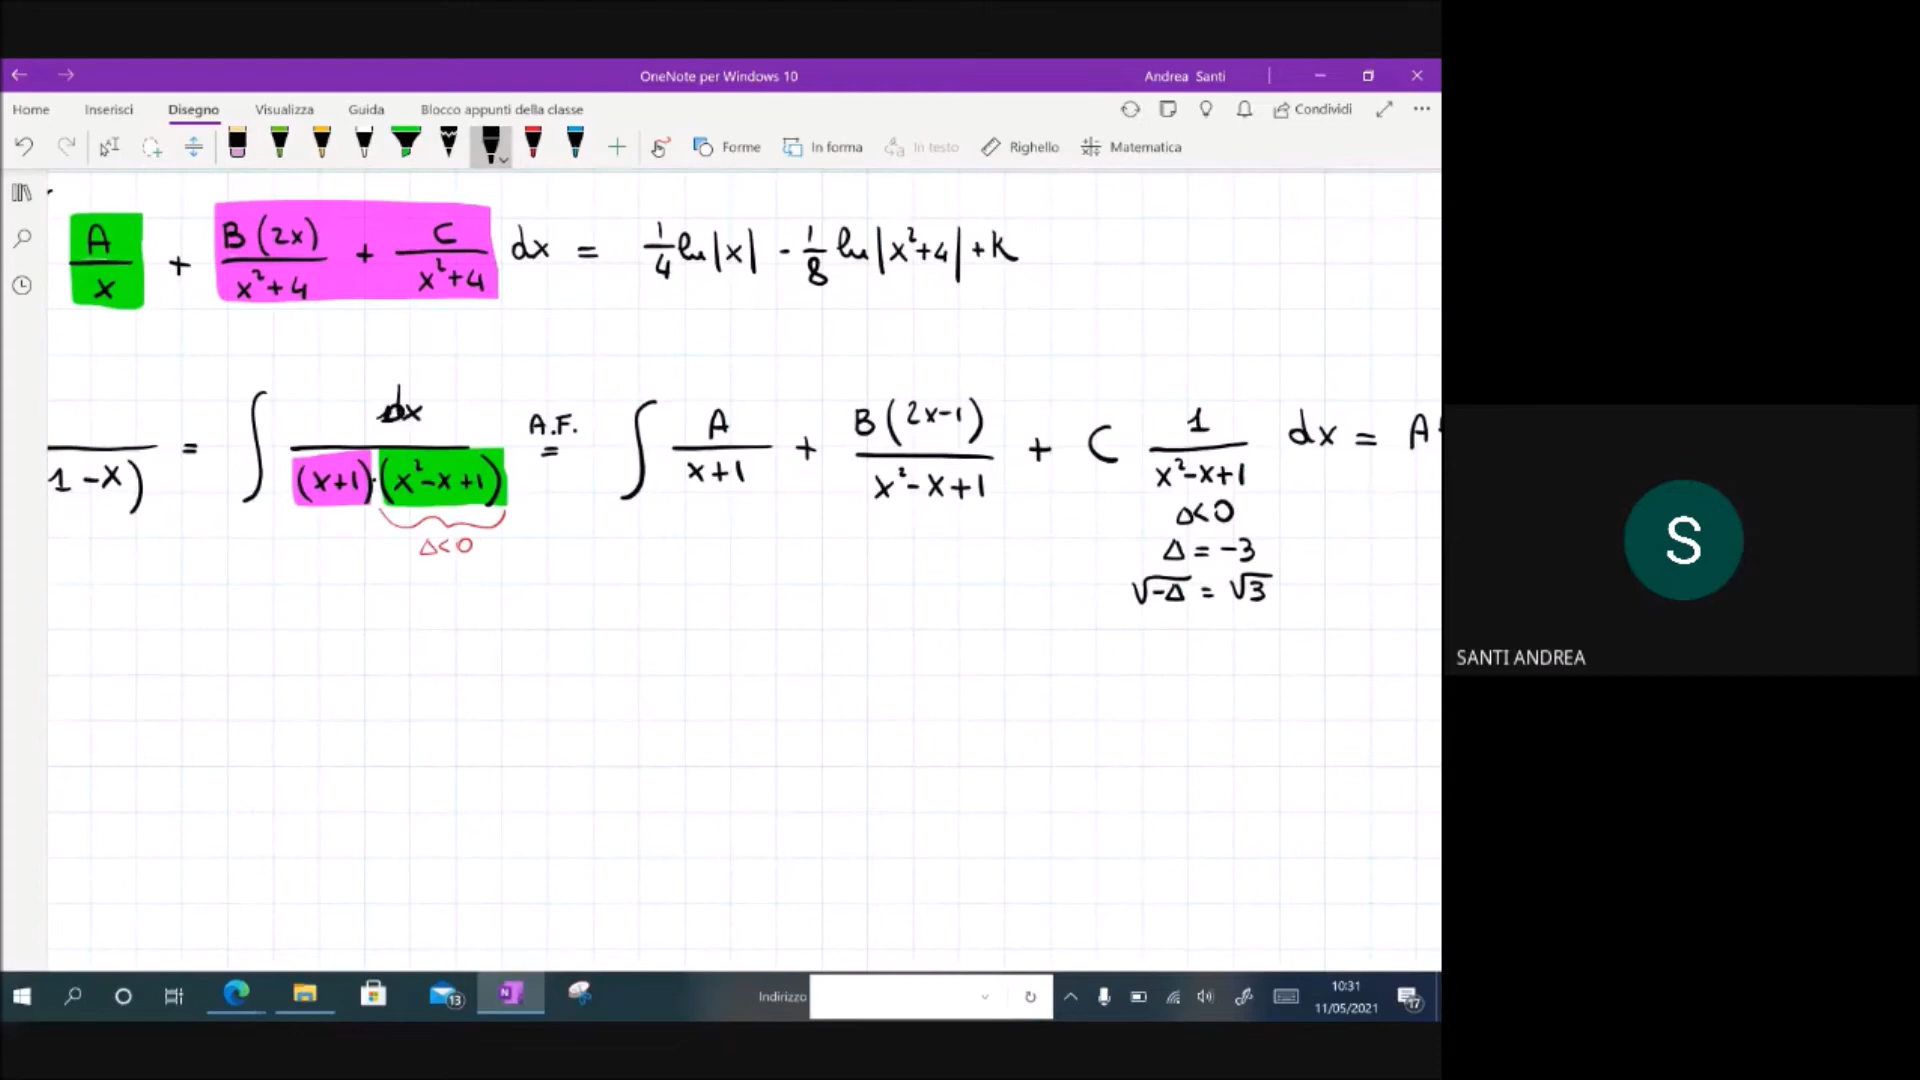 OneNote per Windows 10
Andrea Santi
Home Inserisci Disegno Visualizza Guida Blocco appunti della classe Condividi
Forme In forma In testo Righello Matematica
A/x + B(2x)/(x²+4) + C/(x²+4) dx = 1/4 ln|x| - 1/8 ln|x²+4| + k
1-x) = ∫ dx/((x+1)·(x²-x+1)) A.F. = ∫ A/(x+1) + B(2x-1)/(x²-x+1) + C 1/(x²-x+1) dx = A
Δ<0
Δ<0
Δ = -3
√-Δ = √3
S
SANTI ANDREA
Indirizzo
13
10:31
11/05/2021
17